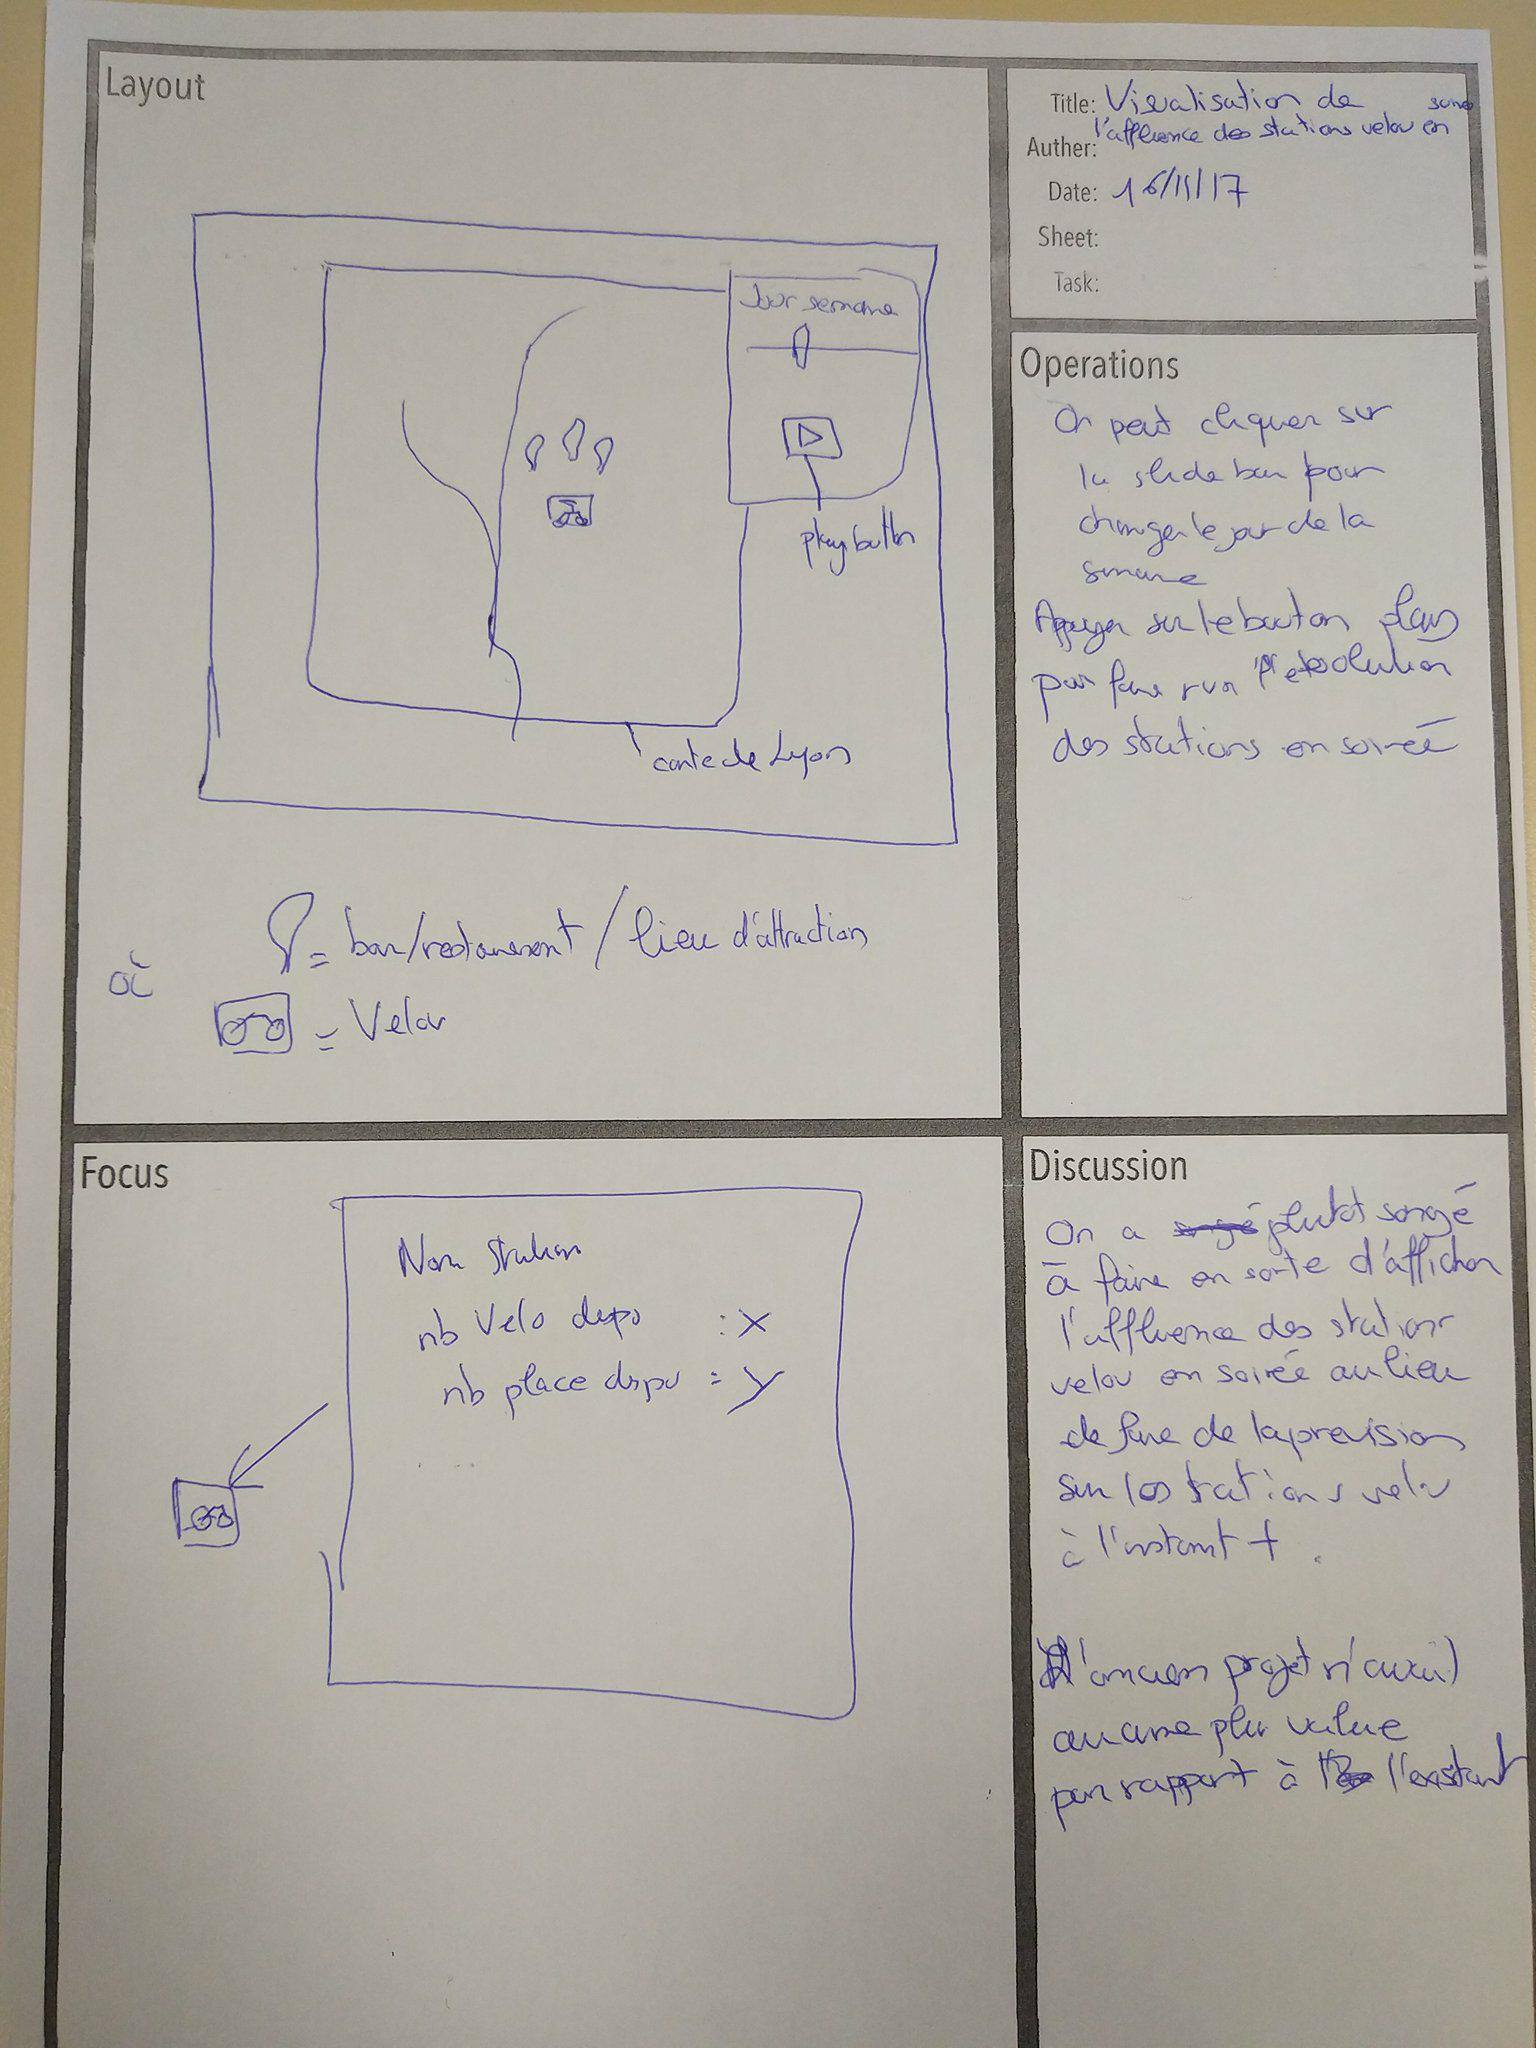 Layout
Jour semaine
play button
carte de Lyon
où
= bar/restaurant / lieu d'attraction
= Velov
Title: Visualisation de
l'affluence des stations velov en soirée
Auther:
Date: 16/11/17
Sheet:
Task:
Operations
On peut cliquer sur
la slide bar pour
changer le jour de la
semaine
Appuyer sur le bouton play
pour faire run l'évolution
des stations en soirée
Focus
Nom station
nb Velo dispo : x
nb place dispo = y
Discussion
On a plutot songé
à faire en sorte d'afficher
l'affluence des stations
velov en soirée au lieu
de faire de la prevision
sur les stations velov
à l'instant t.
L'ancien projet n'avait
aucune plus value
par rapport à l'existant